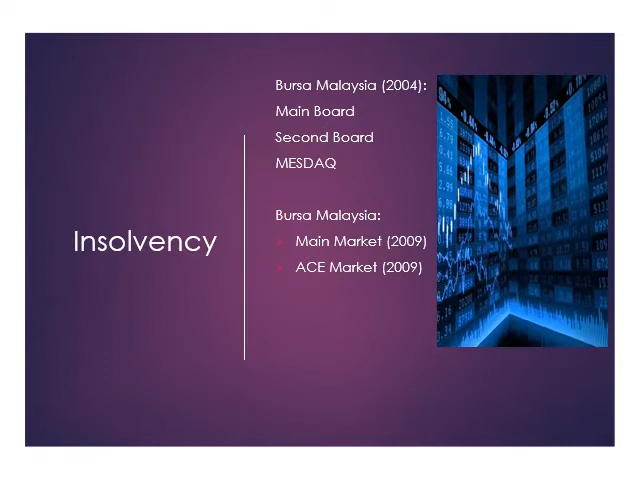 Insolvency
Bursa Malaysia (2004):
Main Board
Second Board
MESDAQ
Bursa Malaysia:
Main Market (2009)
ACE Market (2009)